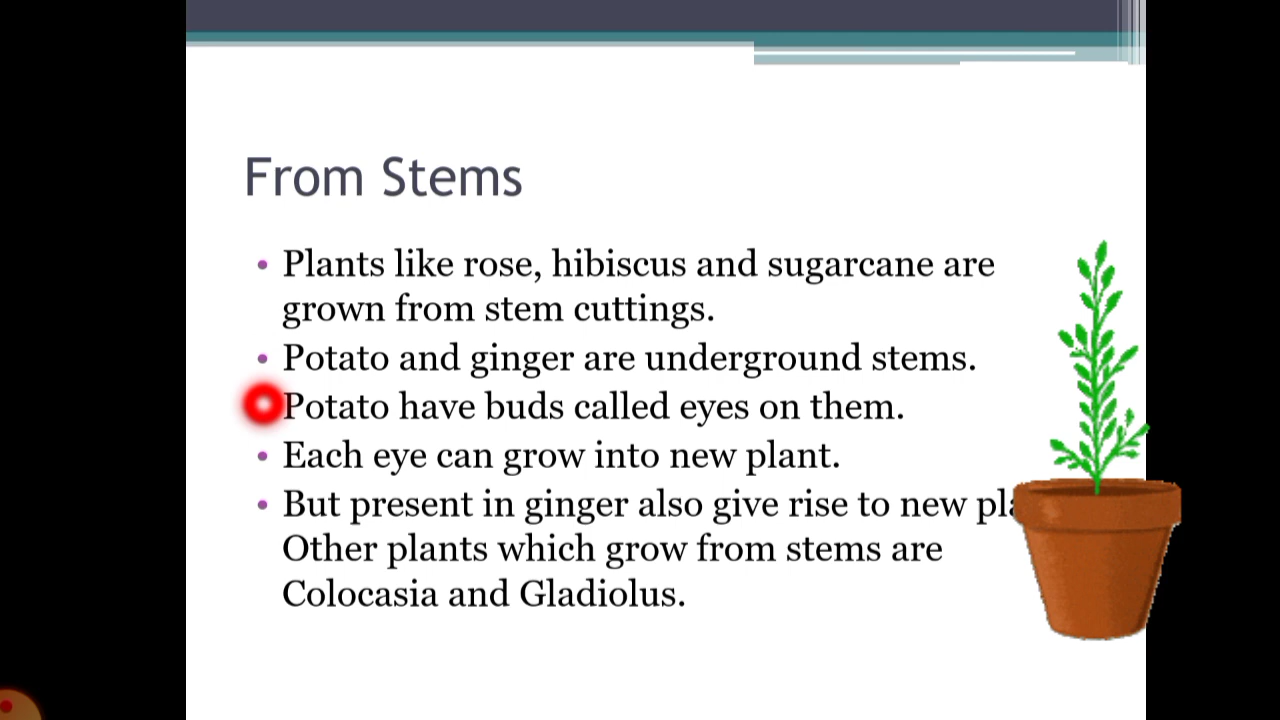 From Stems
• Plants like rose, hibiscus and sugarcane are
grown from stem cuttings.
• Potato and ginger are underground stems.
Potato have buds called eyes on them.
• Each eye can grow into new plant.
• But present in ginger also give rise to new
Other plants which grow from stems are
Colocasia and Gladiolus.